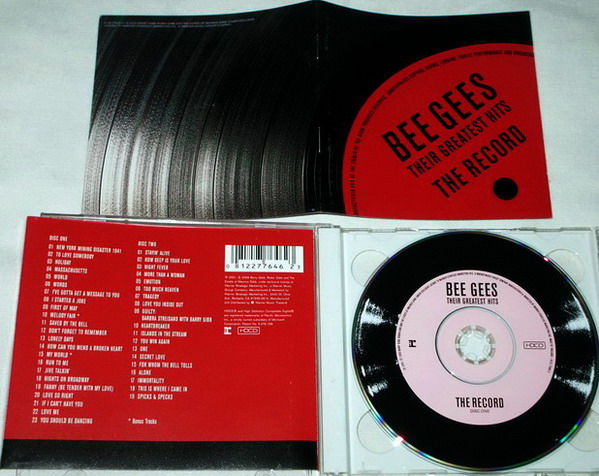 BEE GEES
THEIR GREATEST HITS
THE RECORD
DISC ONE
01 NEW YORK MINING DISASTER 1941
02 TO LOVE SOMEBODY
03 HOLIDAY
04 MASSACHUSETTS
05 WORLD
06 WORDS
07 I'VE GOTTA GET A MESSAGE TO YOU
08 I STARTED A JOKE
09 FIRST OF MAY
10 MELODY FAIR *
11 SAVED BY THE BELL
12 DON'T FORGET TO REMEMBER
13 LONELY DAYS
14 HOW CAN YOU MEND A BROKEN HEART
15 MY WORLD *
16 RUN TO ME
17 JIVE TALKIN'
18 NIGHTS ON BROADWAY
19 FANNY (BE TENDER WITH MY LOVE)
20 LOVE SO RIGHT
21 IF I CAN'T HAVE YOU
22 LOVE ME
23 YOU SHOULD BE DANCING
DISC TWO
01 STAYIN' ALIVE
02 HOW DEEP IS YOUR LOVE
03 NIGHT FEVER
04 MORE THAN A WOMAN
05 EMOTION
06 TOO MUCH HEAVEN
07 TRAGEDY
08 LOVE YOU INSIDE OUT
09 GUILTY
BARBRA STREISAND WITH BARRY GIBB
10 HEARTBREAKER
11 ISLANDS IN THE STREAM
12 YOU WIN AGAIN
13 ONE
14 SECRET LOVE
15 FOR WHOM THE BELL TOLLS
16 ALONE
17 IMMORTALITY
18 THIS IS WHERE I CAME IN
19 SPICKS & SPECKS
* Bonus Tracks
0 81227 77646 2
BEE GEES
THEIR GREATEST HITS
HDCD
THE RECORD
DISC ONE